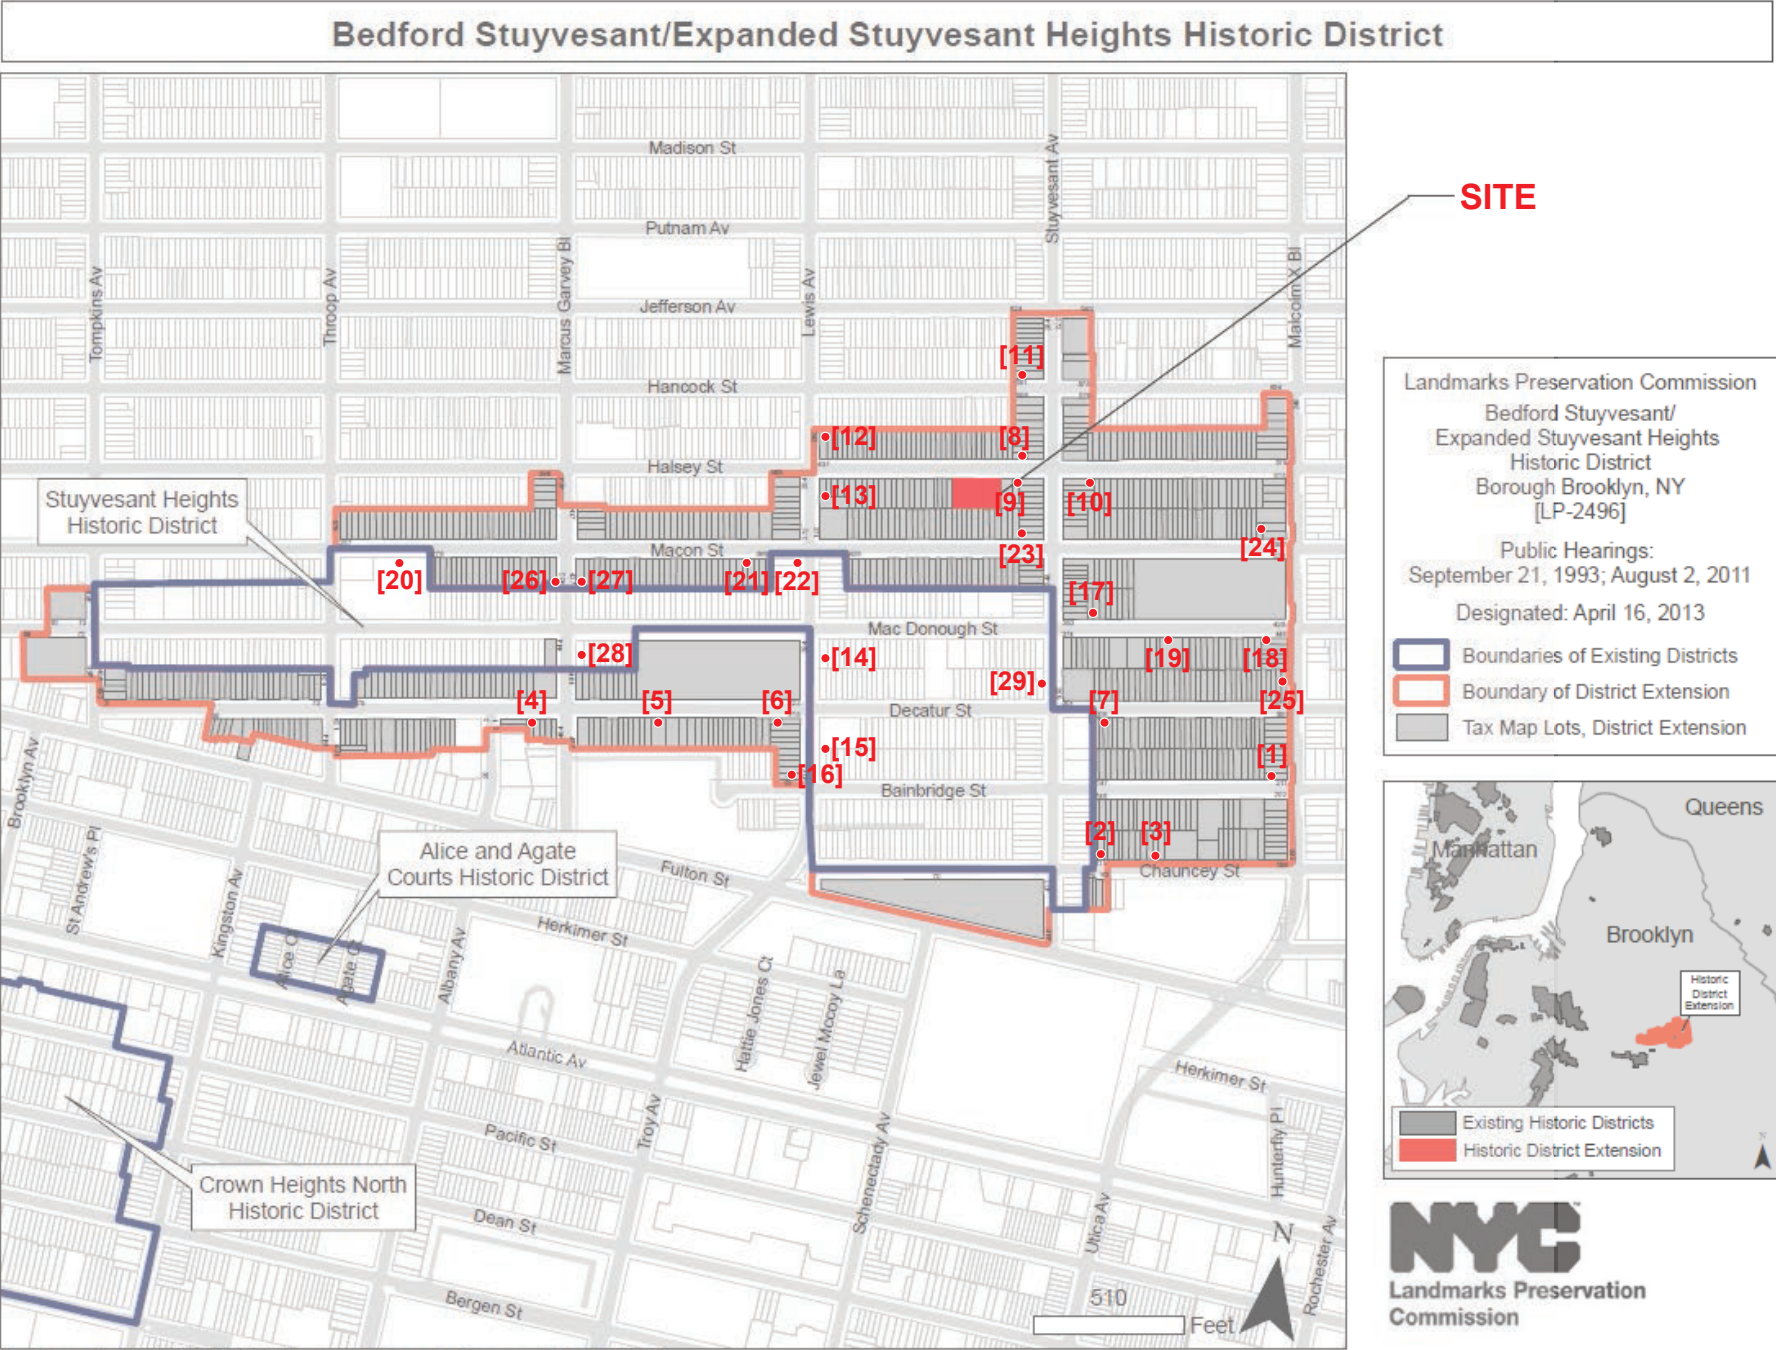 Bedford Stuyvesant/Expanded Stuyvesant Heights Historic District
Madison St
Putnam Av
Jefferson Av
Hancock St
Halsey St
Macon St
Mac Donough St
Decatur St
Bainbridge St
Chauncey St
Fulton St
Herkimer St
Atlantic Av
Pacific St
Dean St
Bergen St
Herkimer St
Tompkins Av
Throop Av
Marcus Garvey Bl
Lewis Av
Stuyvesant Av
Malcolm X Bl
Brooklyn Av
St Andrew's Pl
Kingston Av
Alice Ct
Agate Ct
Albany Av
Troy Av
Hattie Jones Ct
Jewel Mccoy La
Schenectady Av
Utica Av
Hunterfly Pl
Rochester Av
SITE
[11]
[12]
[8]
[13]
[9]
[10]
[23]
[24]
[20]
[26]
[27]
[21]
[22]
[17]
[28]
[14]
[19]
[18]
[29]
[4]
[5]
[6]
[7]
[25]
[15]
[16]
[1]
[2]
[3]
Stuyvesant Heights
Historic District
Alice and Agate
Courts Historic District
Crown Heights North
Historic District
N
510
Feet
Landmarks Preservation Commission
Bedford Stuyvesant/
Expanded Stuyvesant Heights
Historic District
Borough Brooklyn, NY
[LP-2496]
Public Hearings:
September 21, 1993; August 2, 2011
Designated: April 16, 2013
Boundaries of Existing Districts
Boundary of District Extension
Tax Map Lots, District Extension
Queens
Manhattan
Brooklyn
Historic
District
Extension
Existing Historic Districts
Historic District Extension
N
NYC
Landmarks Preservation
Commission